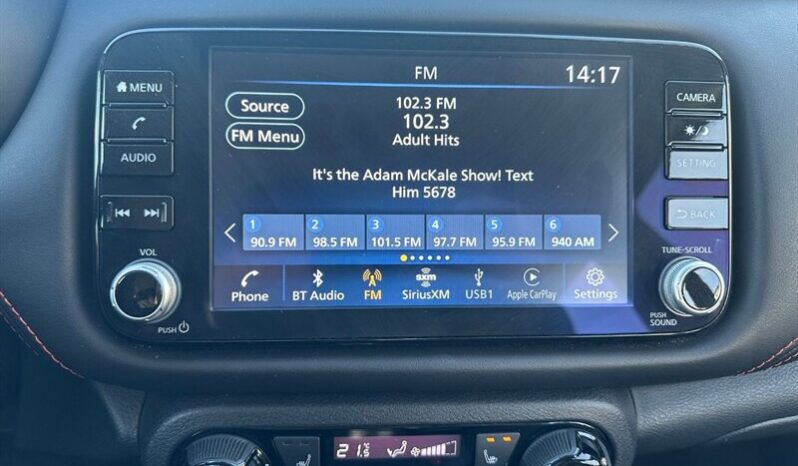 FM
14:17
MENU
AUDIO
VOL
PUSH
Source
FM Menu
102.3 FM
102.3
Adult Hits
It's the Adam McKale Show! Text
Him 5678
1 90.9 FM
2 98.5 FM
3 101.5 FM
4 97.7 FM
5 95.9 FM
6 940 AM
Phone
BT Audio
FM
sxm
SiriusXM
USB1
Apple CarPlay
Settings
CAMERA
SETTING
BACK
TUNE·SCROLL
PUSH
SOUND
21.5